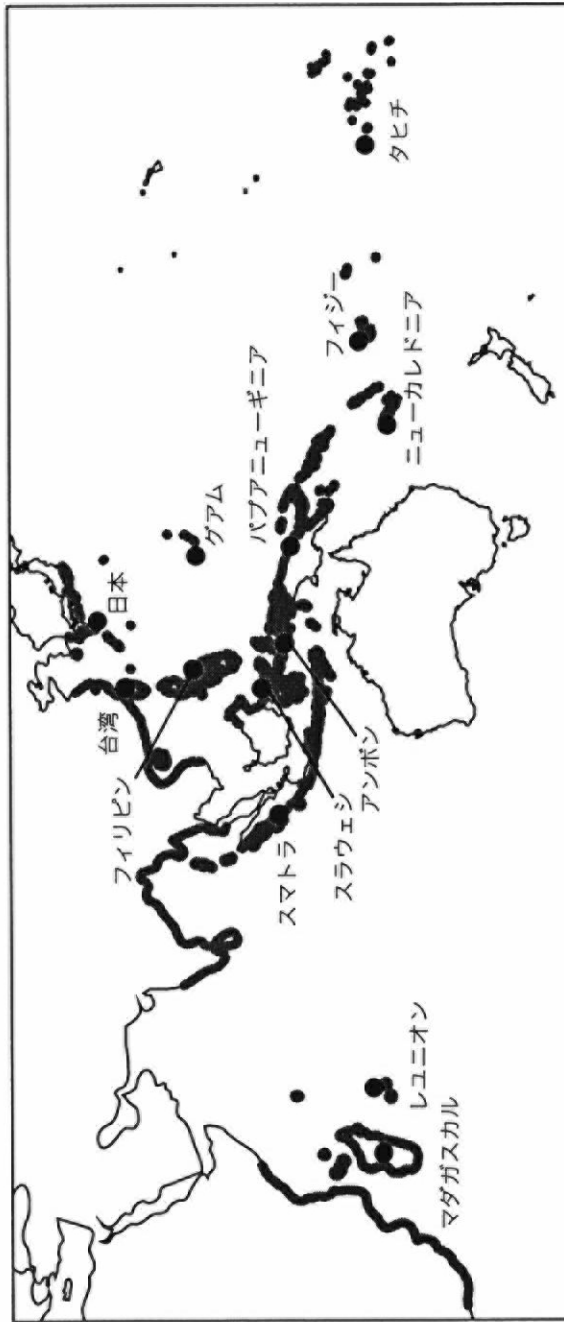 日本
台湾
グアム
フィリピン
パプアニューギニア
フィジー
タヒチ
ニューカレドニア
スマトラ
スラウェシ
アンボン
レユニオン
マダガスカル